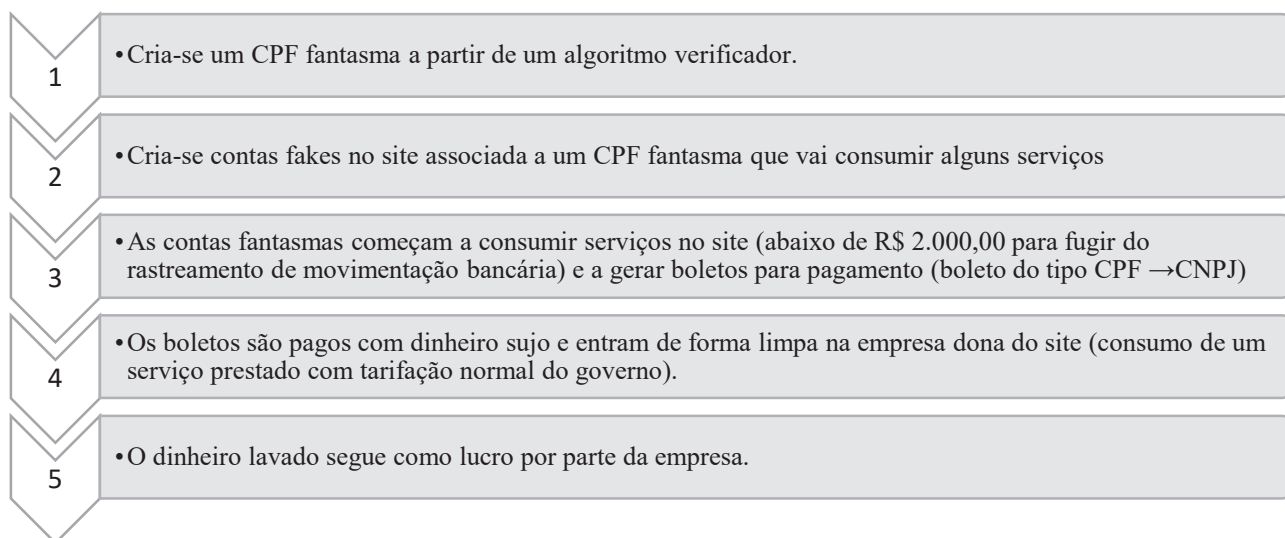 1
•Cria-se um CPF fantasma a partir de um algoritmo verificador.
2
•Cria-se contas fakes no site associada a um CPF fantasma que vai consumir alguns serviços
3
•As contas fantasmas começam a consumir serviços no site (abaixo de R$ 2.000,00 para fugir do
rastreamento de movimentação bancária) e a gerar boletos para pagamento (boleto do tipo CPF →CNPJ)
4
•Os boletos são pagos com dinheiro sujo e entram de forma limpa na empresa dona do site (consumo de um
serviço prestado com tarifação normal do governo).
5
•O dinheiro lavado segue como lucro por parte da empresa.